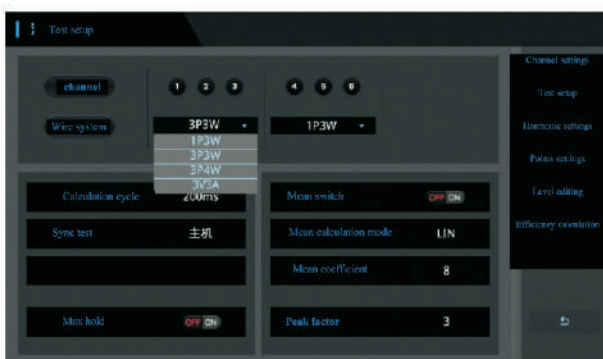 Test setup
channel
1 2 3
4 5 6
Wire system
3P3W
1P3W
1P3W
3P3W
3P4W
3V3A
Calculation cycle
200ms
Sync test
主机
Max hold
OFF ON
Mean switch
OFF ON
Mean calculation mode
LIN
Mean coefficient
8
Peak factor
3
Channel settings
Test setup
Harmonic settings
Points settings
Level editing
Efficiency calculation